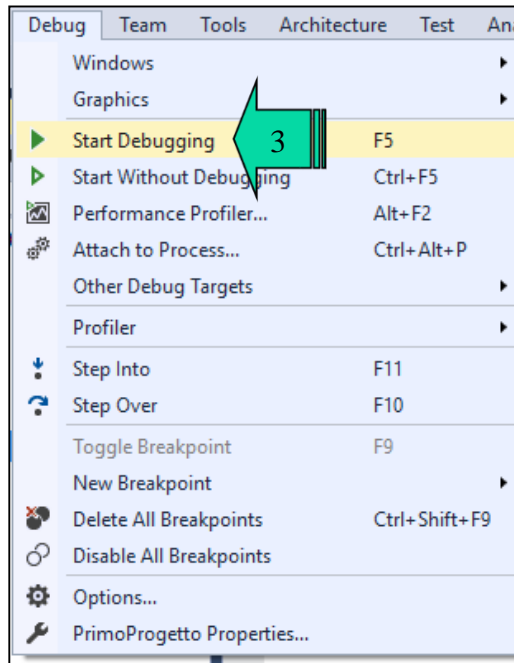 Debug Team Tools Architecture Test Ana
Windows
Graphics
Start Debugging 3 F5
Start Without Debugging Ctrl+F5
Performance Profiler... Alt+F2
Attach to Process... Ctrl+Alt+P
Other Debug Targets
Profiler
Step Into F11
Step Over F10
Toggle Breakpoint F9
New Breakpoint
Delete All Breakpoints Ctrl+Shift+F9
Disable All Breakpoints
Options...
PrimoProgetto Properties...